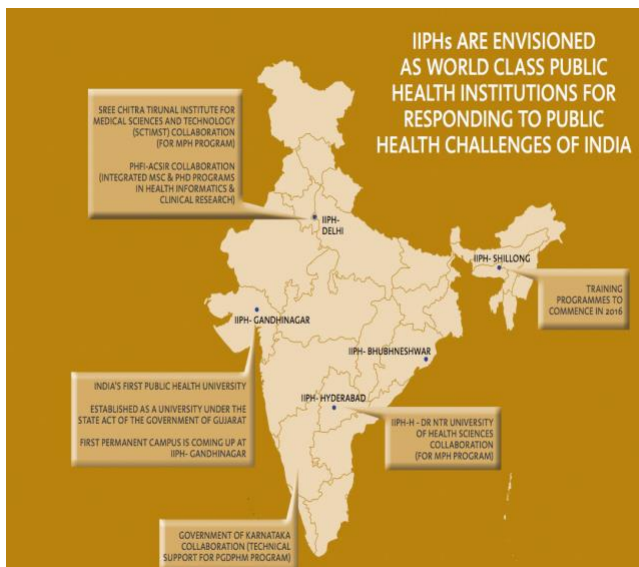 IIPHs ARE ENVISIONED
AS WORLD CLASS PUBLIC
HEALTH INSTITUTIONS FOR
RESPONDING TO PUBLIC
HEALTH CHALLENGES OF INDIA
SREE CHITRA TIRUNAL INSTITUTE FOR
MEDICAL SCIENCES AND TECHNOLOGY
(SCTIMST) COLLABORATION
(FOR MPH PROGRAM)
PHFI-ACSIR COLLABORATION
(INTEGRATED MSC & PHD PROGRAMS
IN HEALTH INFORMATICS &
CLINICAL RESEARCH)
IIPH-
DELHI
IIPH- SHILLONG
TRAINING
PROGRAMMES TO
COMMENCE IN 2016
IIPH- GANDHINAGAR
IIPH- BHUBHNESHWAR
INDIA'S FIRST PUBLIC HEALTH UNIVERSITY
ESTABLISHED AS A UNIVERSITY UNDER THE
STATE ACT OF THE GOVERNMENT OF GUJARAT
FIRST PERMANENT CAMPUS IS COMING UP AT
IIPH- GANDHINAGAR
IIPH- HYDERABAD
IIPH-H - DR NTR UNIVERSITY
OF HEALTH SCIENCES
COLLABORATION
(FOR MPH PROGRAM)
GOVERNMENT OF KARNATAKA
COLLABORATION (TECHNICAL
SUPPORT FOR PGDPHM PROGRAM)